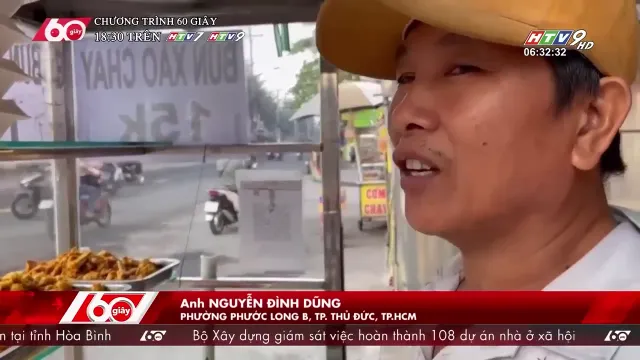 60 giây
CHƯƠNG TRÌNH 60 GIÂY
18:30 TRÊN HTV7 HTV9
HTV9 HD
06:32:32
BÚN XÀO CHAY
15k
CƠM
CHAY
60 giây
Anh NGUYỄN ĐÌNH DŨNG
PHƯỜNG PHƯỚC LONG B, TP. THỦ ĐỨC, TP.HCM
n tại tỉnh Hòa Bình 60 Bộ Xây dựng giám sát việc hoàn thành 108 dự án nhà ở xã hội 60